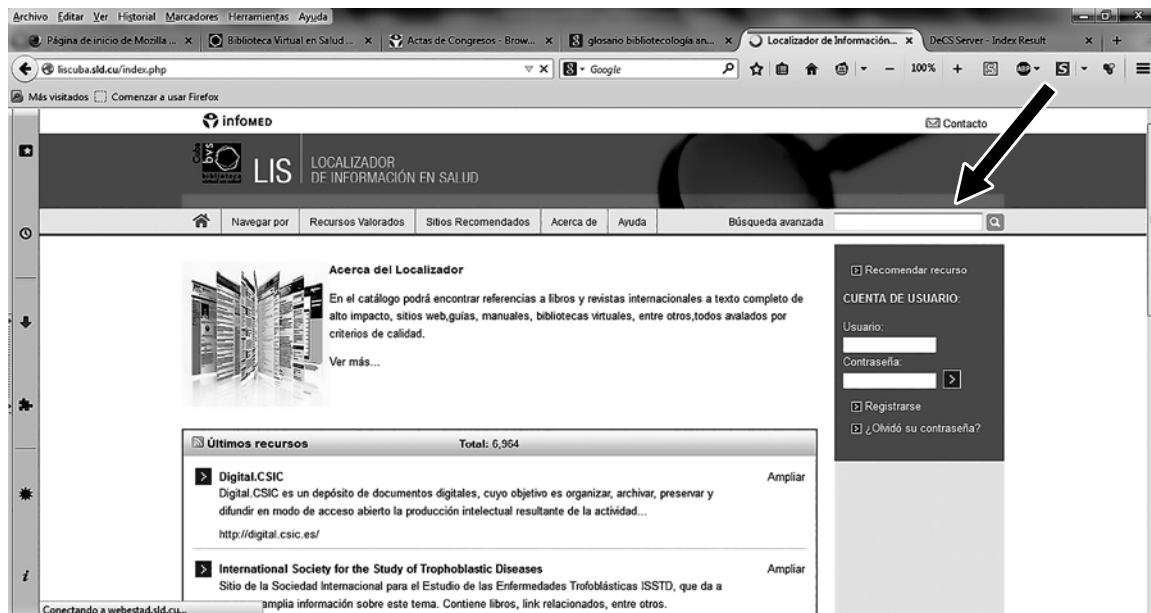 Archivo Editar Ver Historial Marcadores Herramientas Ayuda
Página de inicio de Mozilla ... Biblioteca Virtual en Salud ... Actas de Congresos - Brow... glosario bibliotecología an... Localizador de Información... DeCS Server - Index Result
liscuba.sld.cu/index.php Google 100%
Más visitados Comenzar a usar Firefox
infoMED Contacto
Cuba
bvs
LIS LOCALIZADOR
DE INFORMACIÓN EN SALUD
Navegar por Recursos Valorados Sitios Recomendados Acerca de Ayuda Búsqueda avanzada
Acerca del Localizador
En el catálogo podrá encontrar referencias a libros y revistas internacionales a texto completo de
alto impacto, sitios web,guías, manuales, bibliotecas virtuales, entre otros,todos avalados por
criterios de calidad.
Ver más...
Recomendar recurso
CUENTA DE USUARIO:
Usuario:
Contraseña:
Registrarse
¿Olvidó su contraseña?
Últimos recursos Total: 6,964
Digital.CSIC Ampliar
Digital.CSIC es un depósito de documentos digitales, cuyo objetivo es organizar, archivar, preservar y
difundir en modo de acceso abierto la producción intelectual resultante de la actividad...
http://digital.csic.es/
International Society for the Study of Trophoblastic Diseases Ampliar
Sitio de la Sociedad Internacional para el Estudio de las Enfermedades Trofoblásticas ISSTD, que da a
amplia información sobre este tema. Contiene libros, link relacionados, entre otros.
Conectando a webestad.sld.cu...